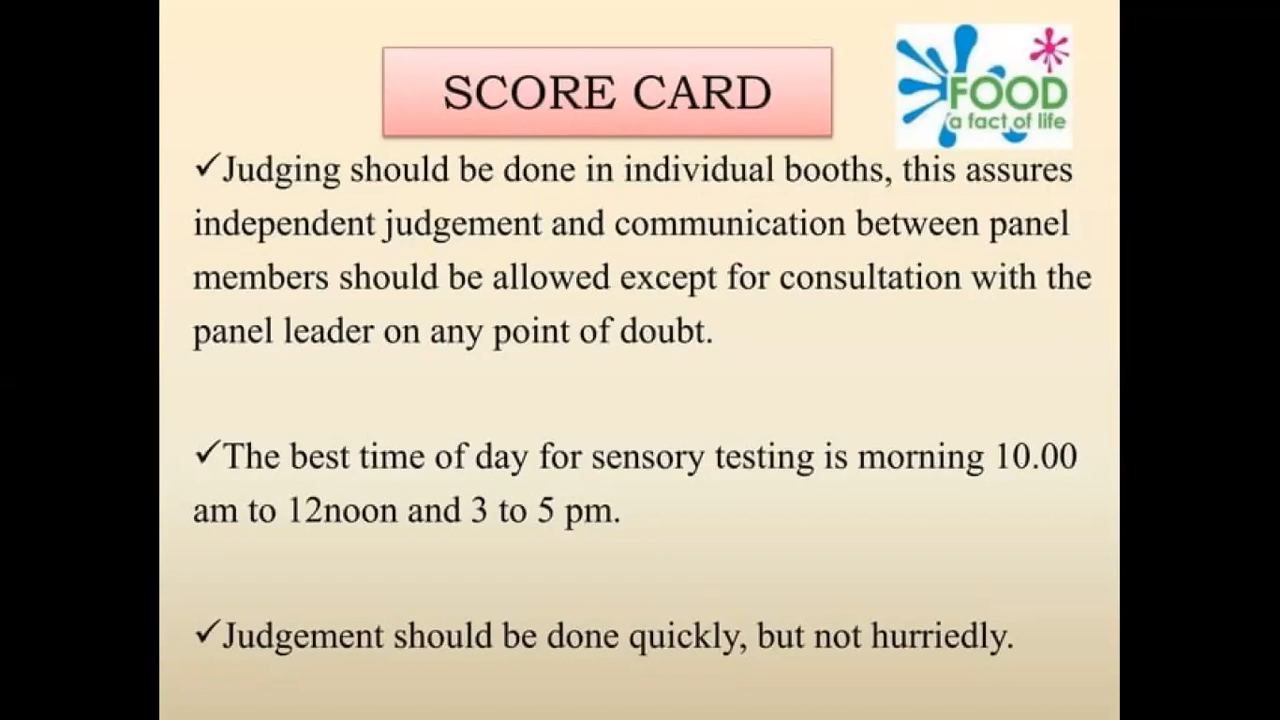 SCORE CARD
FOOD
a fact of life
✓Judging should be done in individual booths, this assures
independent judgement and communication between panel
members should be allowed except for consultation with the
panel leader on any point of doubt.
✓The best time of day for sensory testing is morning 10.00
am to 12noon and 3 to 5 pm.
✓Judgement should be done quickly, but not hurriedly.